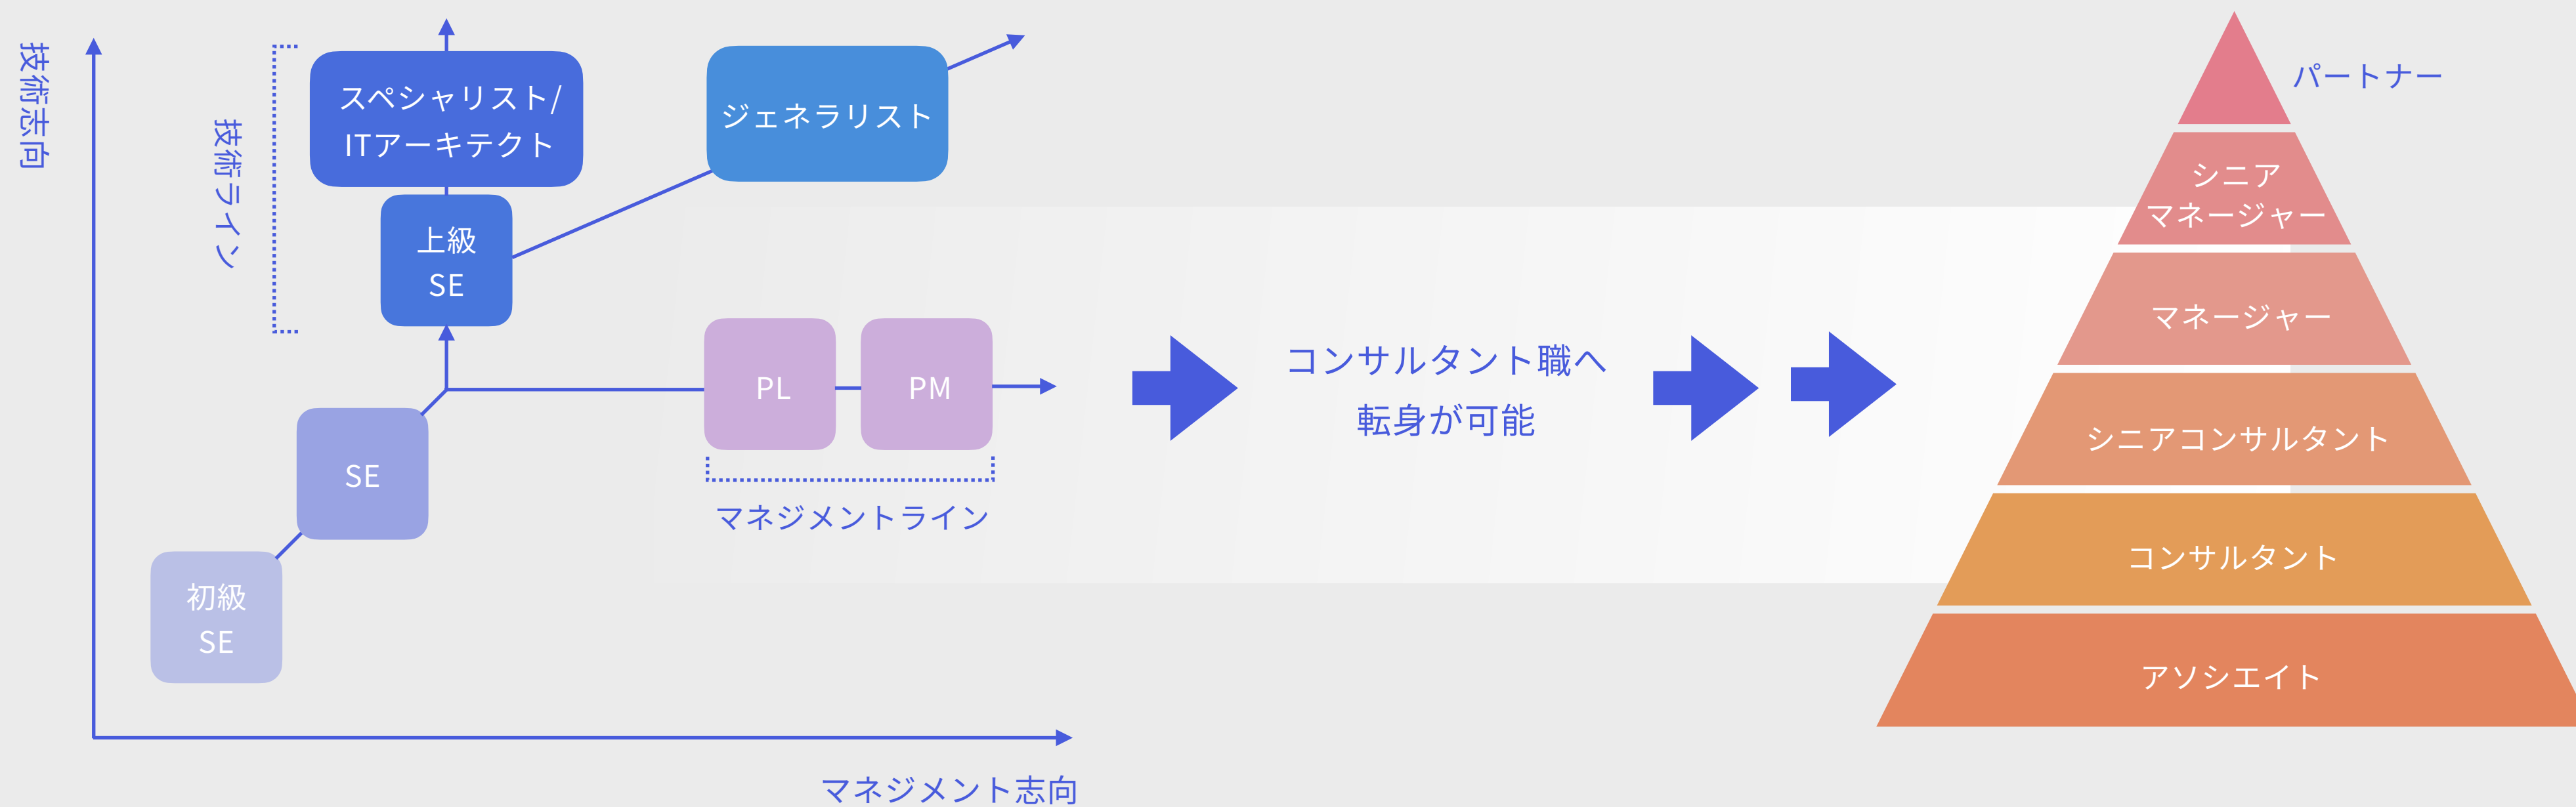 技術志向
技術ライン
スペシャリスト/
ITアーキテクト
ジェネラリスト
上級
SE
PL
PM
SE
マネジメントライン
初級
SE
マネジメント志向
コンサルタント職へ
転身が可能
パートナー
シニア
マネージャー
マネージャー
シニアコンサルタント
コンサルタント
アソシエイト